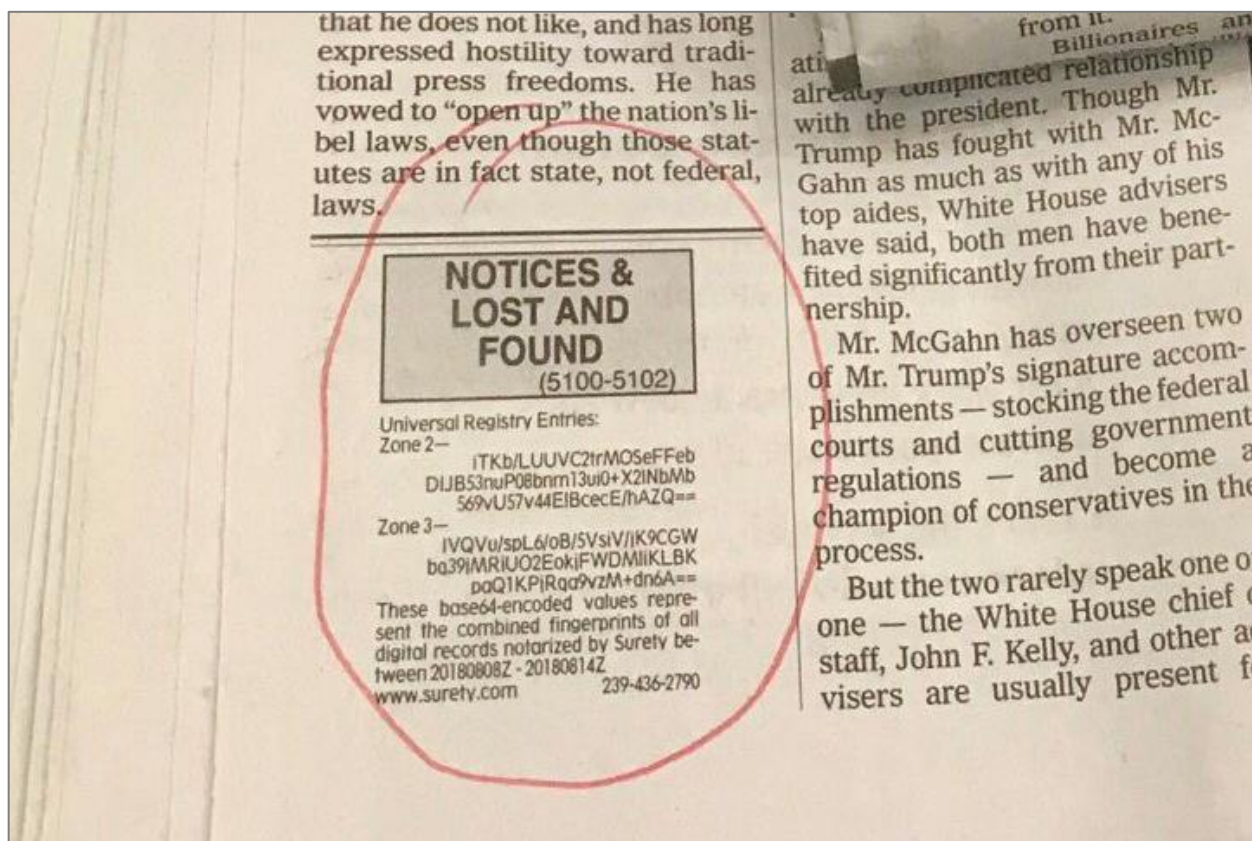 that he does not like, and has long
expressed hostility toward tradi-
tional press freedoms. He has
vowed to “open up” the nation’s li-
bel laws, even though those stat-
utes are in fact state, not federal,
laws.
NOTICES &
LOST AND
FOUND
(5100-5102)
Universal Registry Entries:
Zone 2—
iTKb/LUUVC2trMOSeFFeb
DIJB53nuP08bnm13ui0+X2INbMb
569vU57v44EIBcecE/hAZQ==
Zone 3—
IVQVu/spL6/oB/5VsiV/jK9CGW
ba39iMRiUO2EokjFWDMIiKLBK
paQ1KPjRqa9vzM+dn6A==
These base64-encoded values repre-
sent the combined fingerprints of all
digital records notarized by Surety be-
tween 20180808Z - 20180814Z
www.surety.com 239-436-2790
from it.
Billionaires
already complicated relationship
with the president. Though Mr.
Trump has fought with Mr. Mc-
Gahn as much as with any of his
top aides, White House advisers
have said, both men have bene-
fited significantly from their part-
nership.
Mr. McGahn has overseen two
of Mr. Trump’s signature accom-
plishments — stocking the federal
courts and cutting government
regulations — and become a
champion of conservatives in the
process.
But the two rarely speak one o
one — the White House chief
staff, John F. Kelly, and other a
visers are usually present f